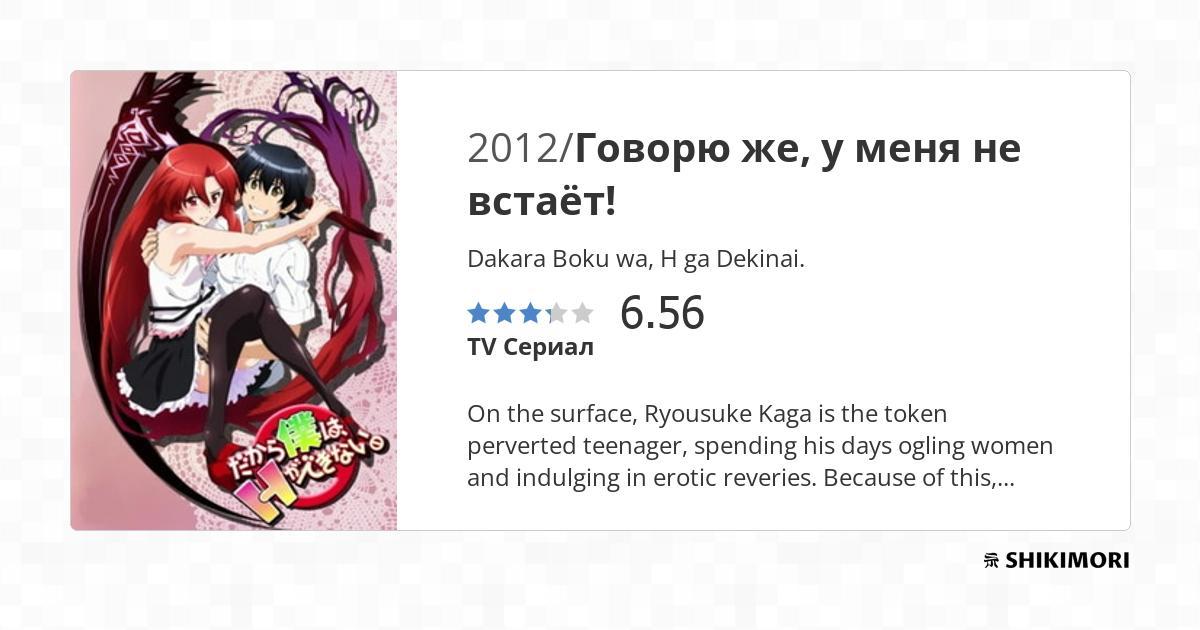 2012/Говорю же, у меня не
встаёт!
Dakara Boku wa, H ga Dekinai.
6.56
TV Сериал
On the surface, Ryousuke Kaga is the token
perverted teenager, spending his days ogling women
and indulging in erotic reveries. Because of this,...
だから僕は、
Hができない。
SHIKIMORI